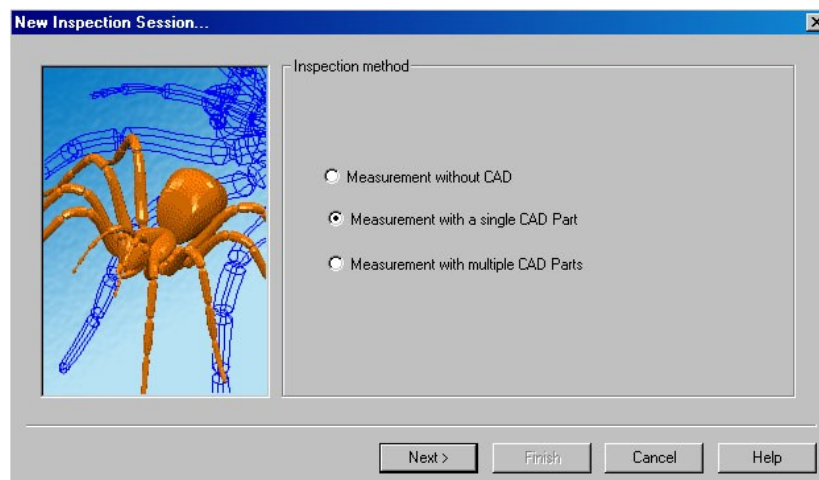 New Inspection Session...
Inspection method
Measurement without CAD
Measurement with a single CAD Part
Measurement with multiple CAD Parts
Next >
Finish
Cancel
Help